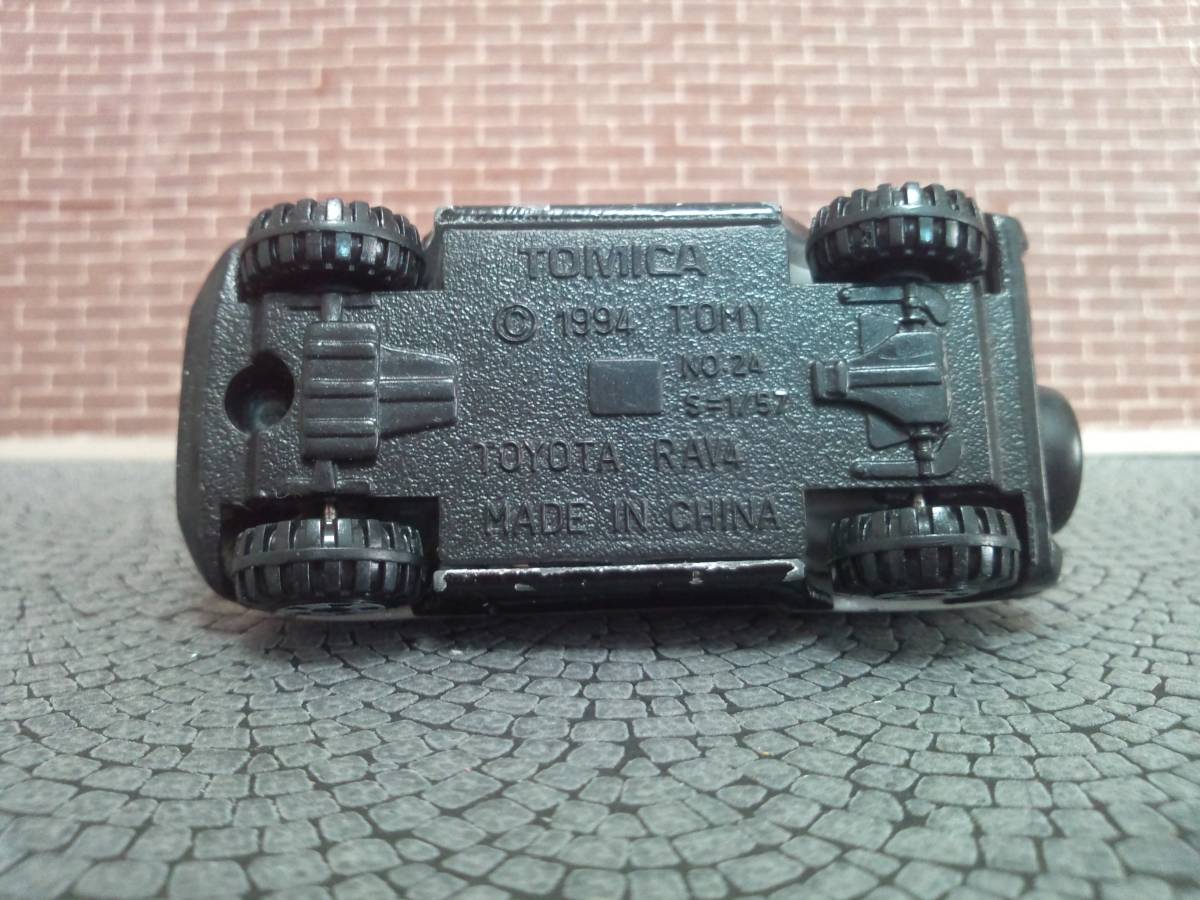 TOMICA
© 1994 TOMY
NO.24
S=1/57
TOYOTA RAV4
MADE IN CHINA